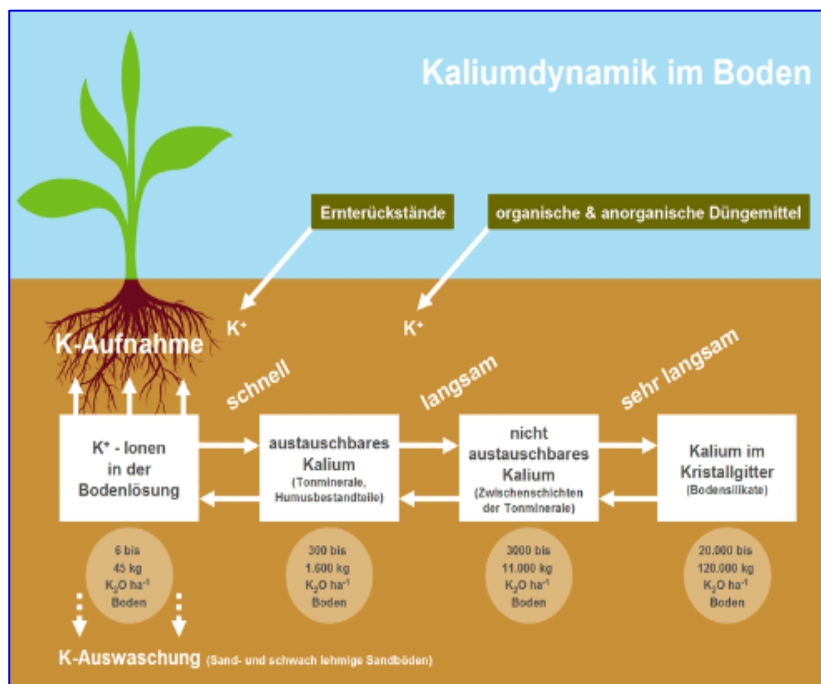 Kaliumdynamik im Boden
Ernterückstände
organische & anorganische Düngemittel
K⁺
K⁺
K-Aufnahme
schnell
langsam
sehr langsam
K⁺ - Ionen
in der
Bodenlösung
austauschbares
Kalium
(Tonminerale,
Humusbestandteile)
nicht
austauschbares
Kalium
(Zwischenschichten
der Tonminerale)
Kalium im
Kristallgitter
(Bodensilikate)
6 bis
45 kg
K₂O ha⁻¹
Boden
300 bis
1.600 kg
K₂O ha⁻¹
Boden
3000 bis
11.000 kg
K₂O ha⁻¹
Boden
20.000 bis
120.000 kg
K₂O ha⁻¹
Boden
K-Auswaschung (Sand- und schwach lehmige Sandböden)